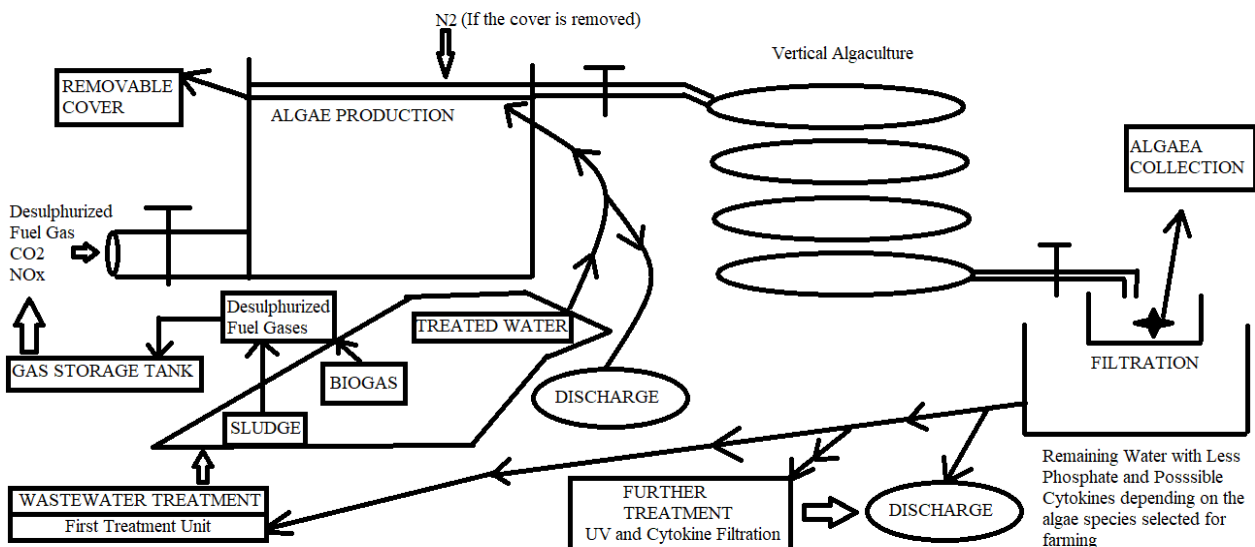 N2 (If the cover is removed)
Vertical Algaculture
REMOVABLE
COVER
ALGAE PRODUCTION
ALGAEA
COLLECTION
Desulphurized
Fuel Gas
CO2
NOx
Desulphurized
Fuel Gases
TREATED WATER
GAS STORAGE TANK
BIOGAS
FILTRATION
DISCHARGE
SLUDGE
WASTEWATER TREATMENT
First Treatment Unit
FURTHER
TREATMENT
UV and Cytokine Filtration
DISCHARGE
Remaining Water with Less
Phosphate and Posssible
Cytokines depending on the
algae species selected for
farming